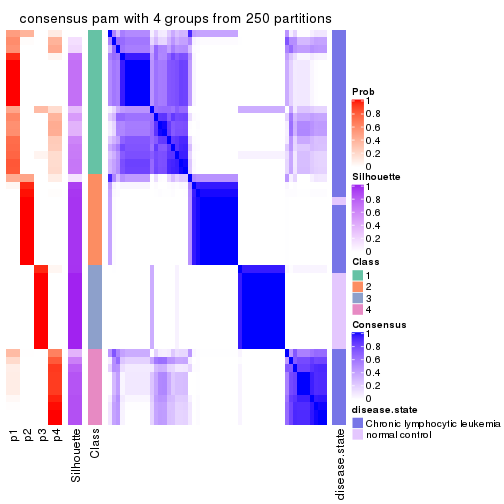 consensus pam with 4 groups from 250 partitions
Prob
1
0.8
0.6
0.4
0.2
0
Silhouette
1
0.8
0.6
0.4
0.2
0
Class
1
2
3
4
Consensus
1
0.8
0.6
0.4
0.2
0
disease.state
Chronic lymphocytic leukemia
normal control
p1
p2
p3
p4
Silhouette
Class
disease.state